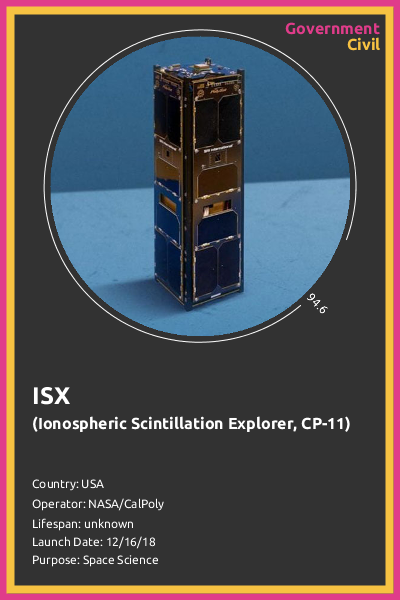 Government
Civil
94.6
ISX
(Ionospheric Scintillation Explorer, CP-11)
Country: USA
Operator: NASA/CalPoly
Lifespan: unknown
Launch Date: 12/16/18
Purpose: Space Science